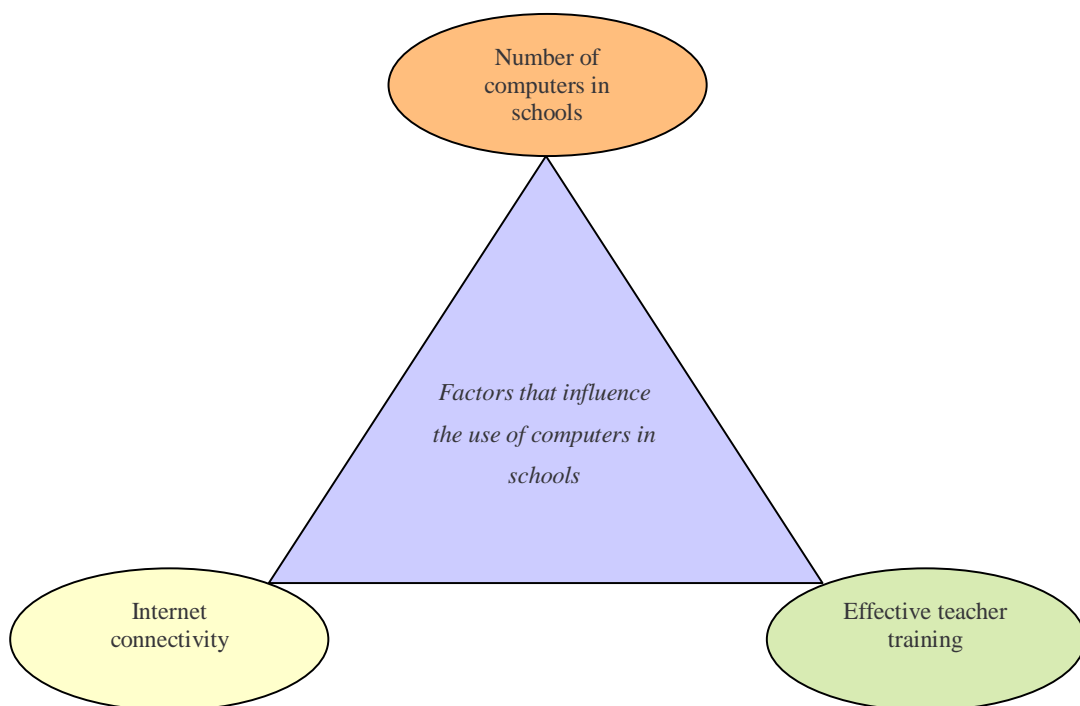 Number of
computers in
schools
Factors that influence
the use of computers in
schools
Internet
connectivity
Effective teacher
training